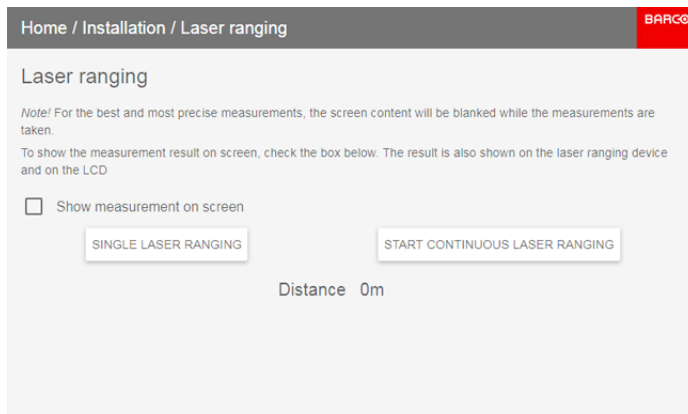 Home / Installation / Laser ranging
BARCO
Laser ranging
Note! For the best and most precise measurements, the screen content will be blanked while the measurements are
taken.
To show the measurement result on screen, check the box below. The result is also shown on the laser ranging device
and on the LCD
Show measurement on screen
SINGLE LASER RANGING
START CONTINUOUS LASER RANGING
Distance 0m